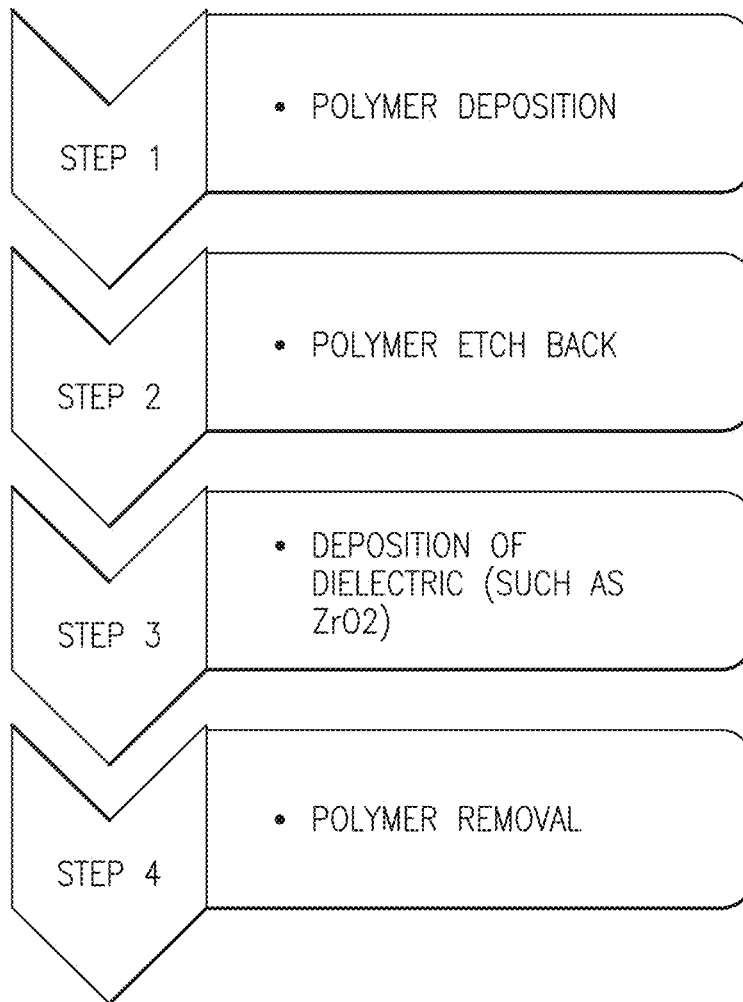 STEP 1
• POLYMER DEPOSITION
STEP 2
• POLYMER ETCH BACK
STEP 3
• DEPOSITION OF
DIELECTRIC (SUCH AS
ZrO2)
STEP 4
• POLYMER REMOVAL